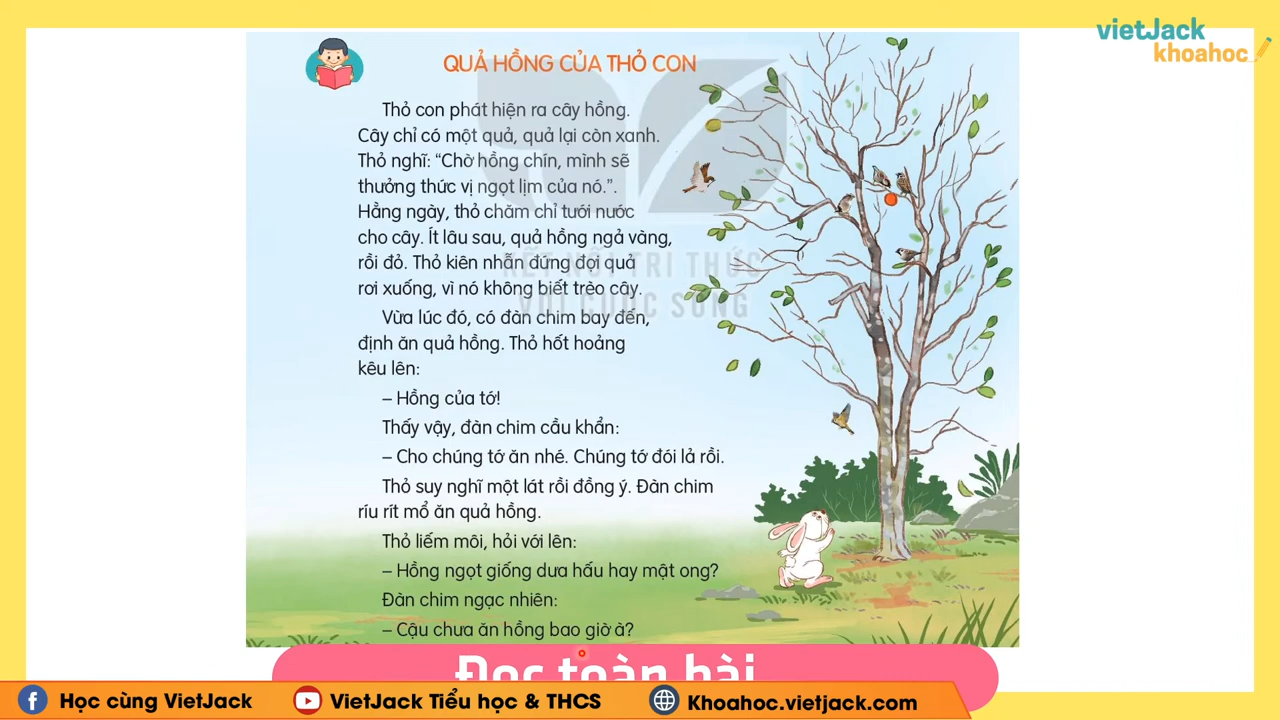 vietJack
khoahoc
QUẢ HỒNG CỦA THỎ CON
Thỏ con phát hiện ra cây hồng.
Cây chỉ có một quả, quả lại còn xanh.
Thỏ nghĩ: “Chờ hồng chín, mình sẽ
thưởng thức vị ngọt lịm của nó.”.
Hằng ngày, thỏ chăm chỉ tưới nước
cho cây. Ít lâu sau, quả hồng ngả vàng,
rồi đỏ. Thỏ kiên nhẫn đứng đợi quả
rơi xuống, vì nó không biết trèo cây.
KẾT NỐI TRI THỨC
VỚI CUỘC SỐNG
Vừa lúc đó, có đàn chim bay đến,
định ăn quả hồng. Thỏ hốt hoảng
kêu lên:
– Hồng của tớ!
Thấy vậy, đàn chim cầu khẩn:
– Cho chúng tớ ăn nhé. Chúng tớ đói lả rồi.
Thỏ suy nghĩ một lát rồi đồng ý. Đàn chim
ríu rít mổ ăn quả hồng.
Thỏ liếm môi, hỏi với lên:
– Hồng ngọt giống dưa hấu hay mật ong?
Đàn chim ngạc nhiên:
– Cậu chưa ăn hồng bao giờ à?
Đọc toàn bài
Học cùng VietJack
VietJack Tiểu học & THCS
Khoahoc.vietjack.com